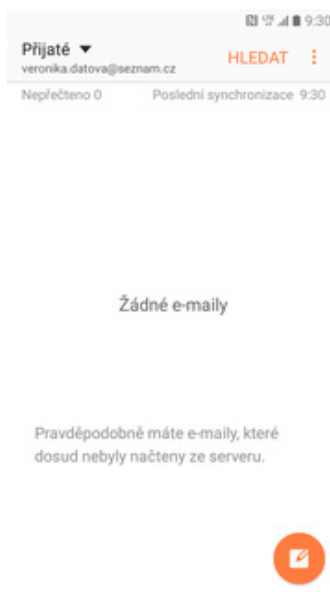 9:30
Přijaté
HLEDAT
veronika.datova@seznam.cz
Nepřečteno 0 Poslední synchronizace 9:30
Žádné e-maily
Pravděpodobně máte e-maily, které
dosud nebyly načteny ze serveru.